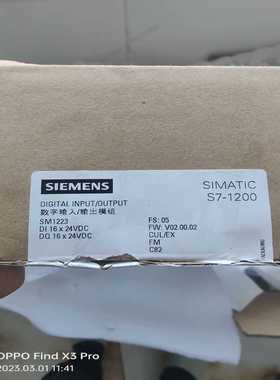 SIEMENS
SIMATIC
S7-1200
DIGITAL INPUT/OUTPUT
数字输入/输出模组
SM1223
DI 16 x 24VDC
DQ 16 x 24VDC
FS: 05
FW: V02.00.02
CUL/EX
FM
C82
OPPO Find X3 Pro
2023.03.01 11:41